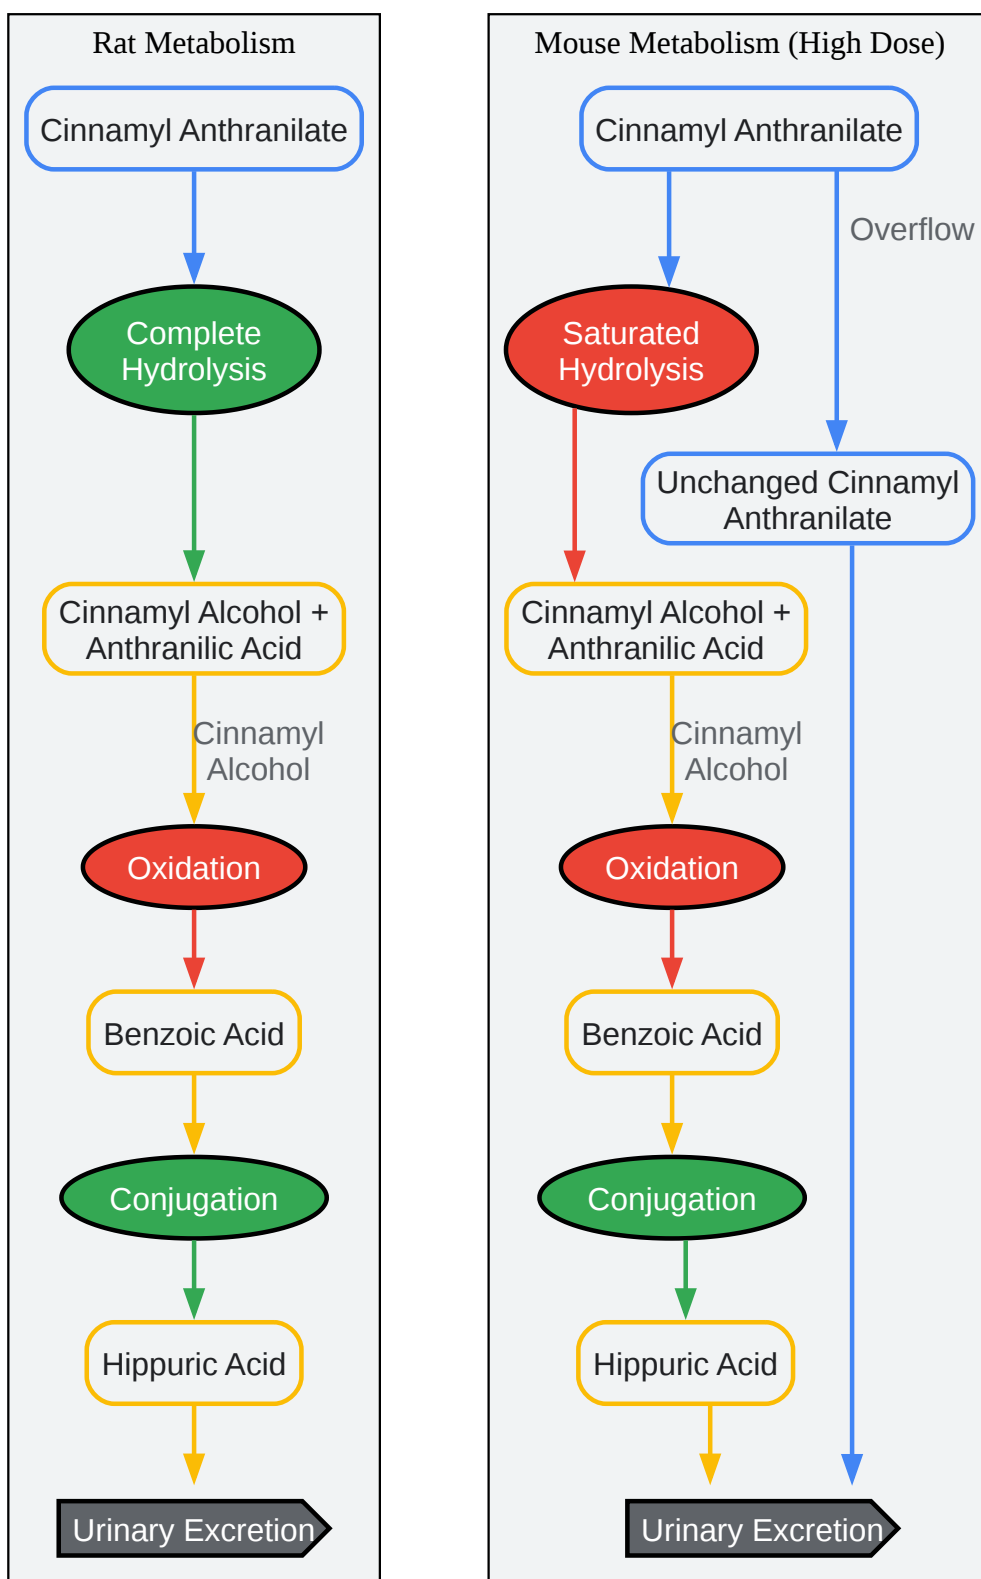 Rat Metabolism
Cinnamyl Anthranilate
Complete
Hydrolysis
Cinnamyl Alcohol +
Anthranilic Acid
Cinnamyl
Alcohol
Oxidation
Benzoic Acid
Conjugation
Hippuric Acid
Urinary Excretion
Mouse Metabolism (High Dose)
Cinnamyl Anthranilate
Overflow
Saturated
Hydrolysis
Unchanged Cinnamyl
Anthranilate
Cinnamyl Alcohol +
Anthranilic Acid
Cinnamyl
Alcohol
Oxidation
Benzoic Acid
Conjugation
Hippuric Acid
Urinary Excretion